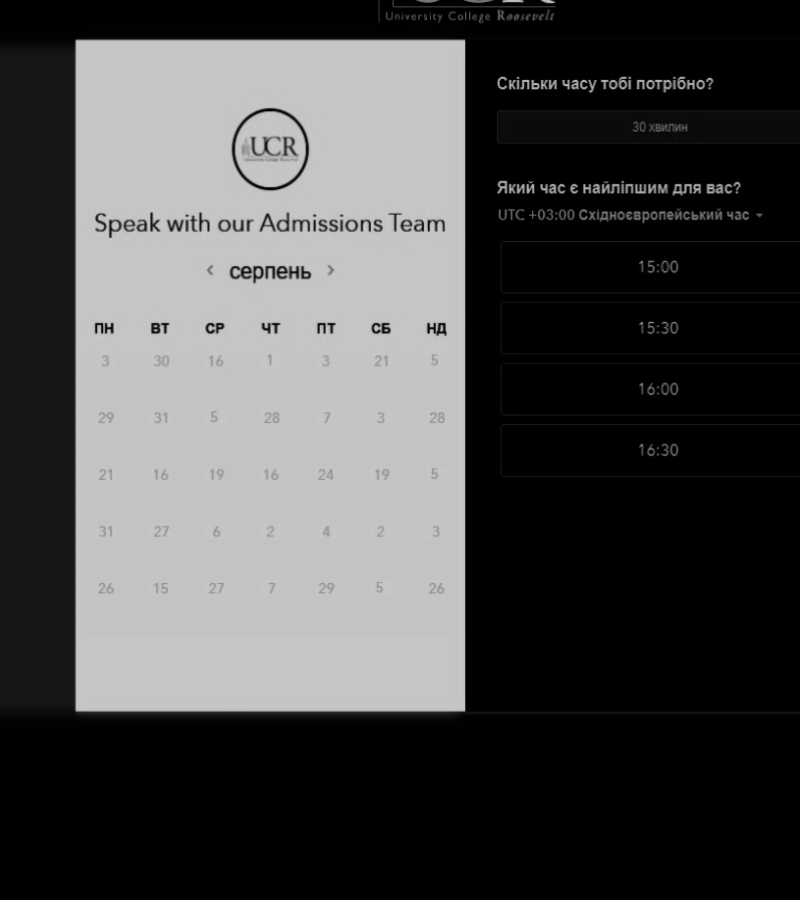 University College Roosevelt
UCR
University College Roosevelt
Speak with our Admissions Team
серпень
ПН ВТ СР ЧТ ПТ СБ НД
3 30 16 1 3 21 5
29 31 5 28 7 3 28
21 16 19 16 24 19 5
31 27 6 2 4 2 3
26 15 27 7 29 5 26
Скільки часу тобі потрібно?
30 хвилин
Який час є найліпшим для вас?
UTC +03:00 Східноєвропейський час
15:00
15:30
16:00
16:30